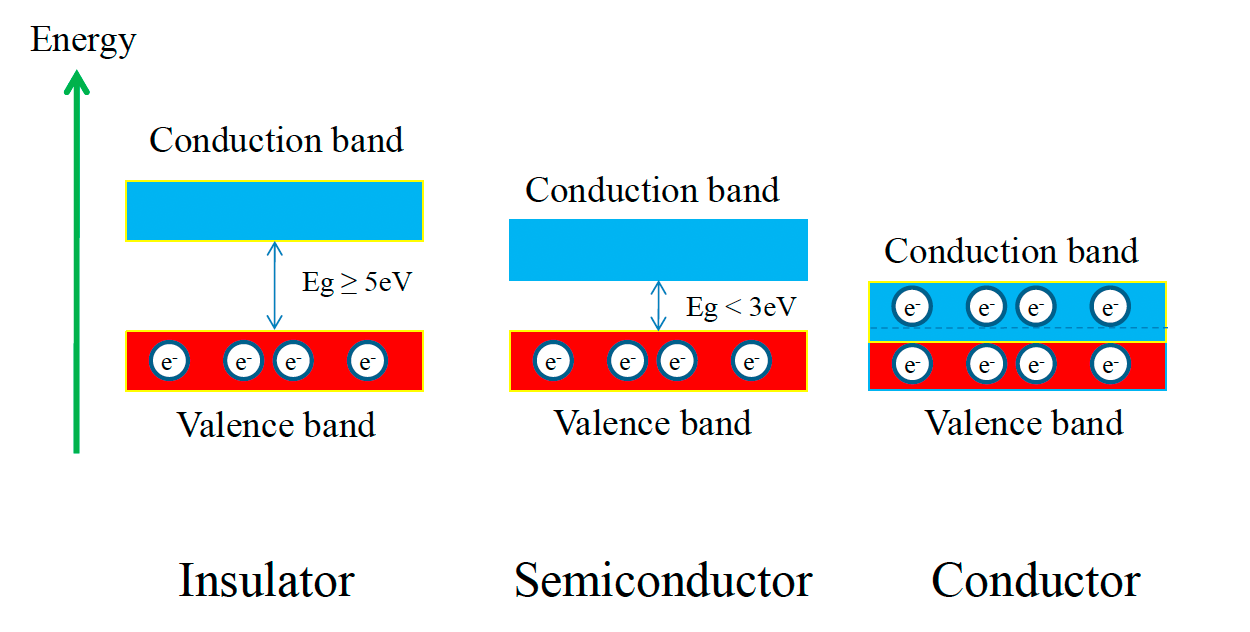 Energy
Conduction band
Eg ≥ 5eV
e⁻ e⁻ e⁻ e⁻
Valence band
Insulator
Conduction band
Eg < 3eV
e⁻ e⁻ e⁻ e⁻
Valence band
Semiconductor
Conduction band
e⁻ e⁻ e⁻ e⁻
e⁻ e⁻ e⁻ e⁻
Valence band
Conductor